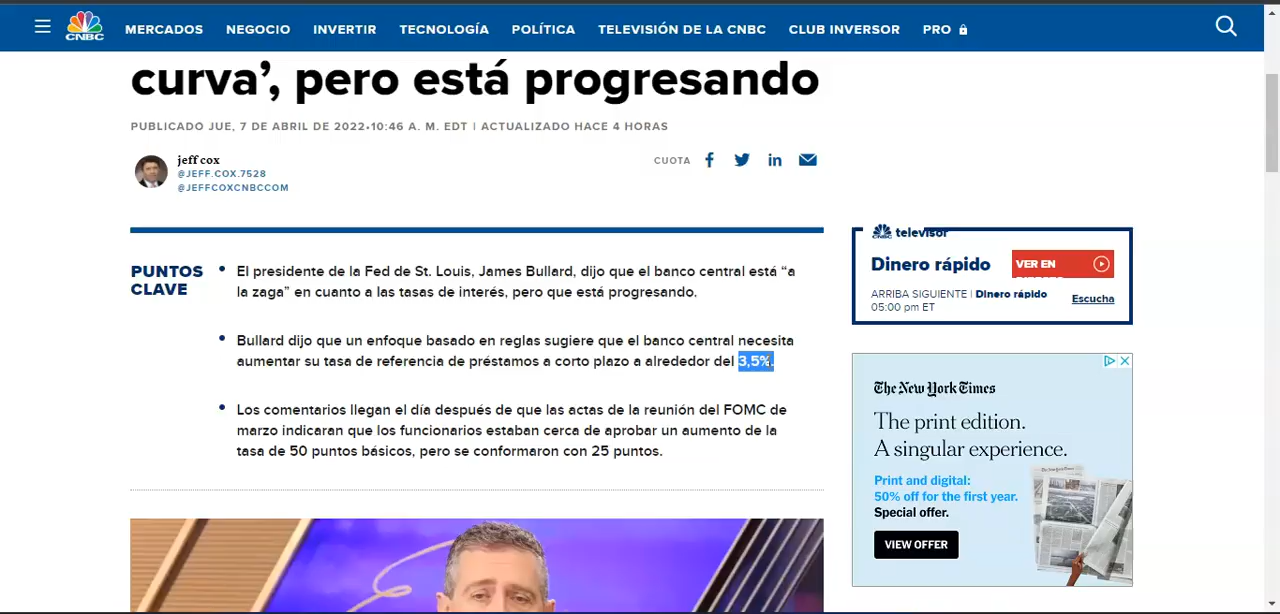 CNBC
MERCADOS NEGOCIO INVERTIR TECNOLOGÍA POLÍTICA TELEVISIÓN DE LA CNBC CLUB INVERSOR PRO
curva’, pero está progresando
PUBLICADO JUE, 7 DE ABRIL DE 2022•10:46 A. M. EDT | ACTUALIZADO HACE 4 HORAS
jeff cox
@JEFF.COX.7528
@JEFFCOXCNBCCOM
CUOTA
PUNTOS
CLAVE
• El presidente de la Fed de St. Louis, James Bullard, dijo que el banco central está “a
la zaga” en cuanto a las tasas de interés, pero que está progresando.
• Bullard dijo que un enfoque basado en reglas sugiere que el banco central necesita
aumentar su tasa de referencia de préstamos a corto plazo a alrededor del 3,5%.
• Los comentarios llegan el día después de que las actas de la reunión del FOMC de
marzo indicaran que los funcionarios estaban cerca de aprobar un aumento de la
tasa de 50 puntos básicos, pero se conformaron con 25 puntos.
CNBC televisor
Dinero rápido
VER EN
ARRIBA SIGUIENTE | Dinero rápido
05:00 pm ET
Escucha
The New York Times
The print edition.
A singular experience.
Print and digital:
50% off for the first year.
Special offer.
VIEW OFFER